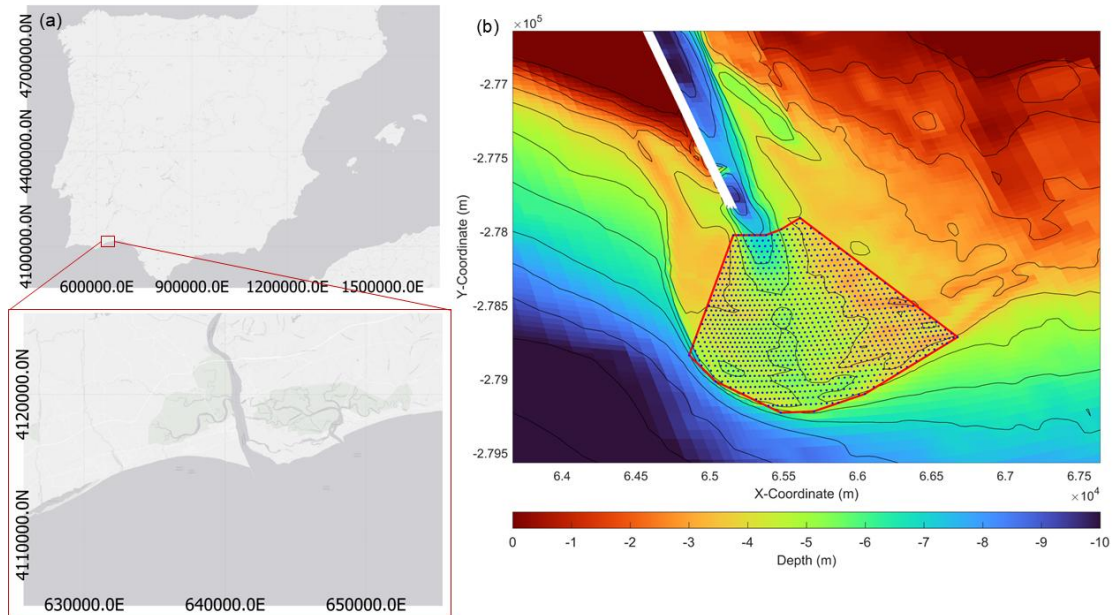 (a)
4700000.0N
4400000.0N
4100000.0N
600000.0E 900000.0E 1200000.0E 1500000.0E
4120000.0N
4110000.0N
630000.0E 640000.0E 650000.0E
(b)
×10⁵
-2.77
-2.775
-2.78
-2.785
-2.79
-2.795
Y-Coordinate (m)
6.4 6.45 6.5 6.55 6.6 6.65 6.7 6.75
X-Coordinate (m)
×10⁴
0 -1 -2 -3 -4 -5 -6 -7 -8 -9 -10
Depth (m)